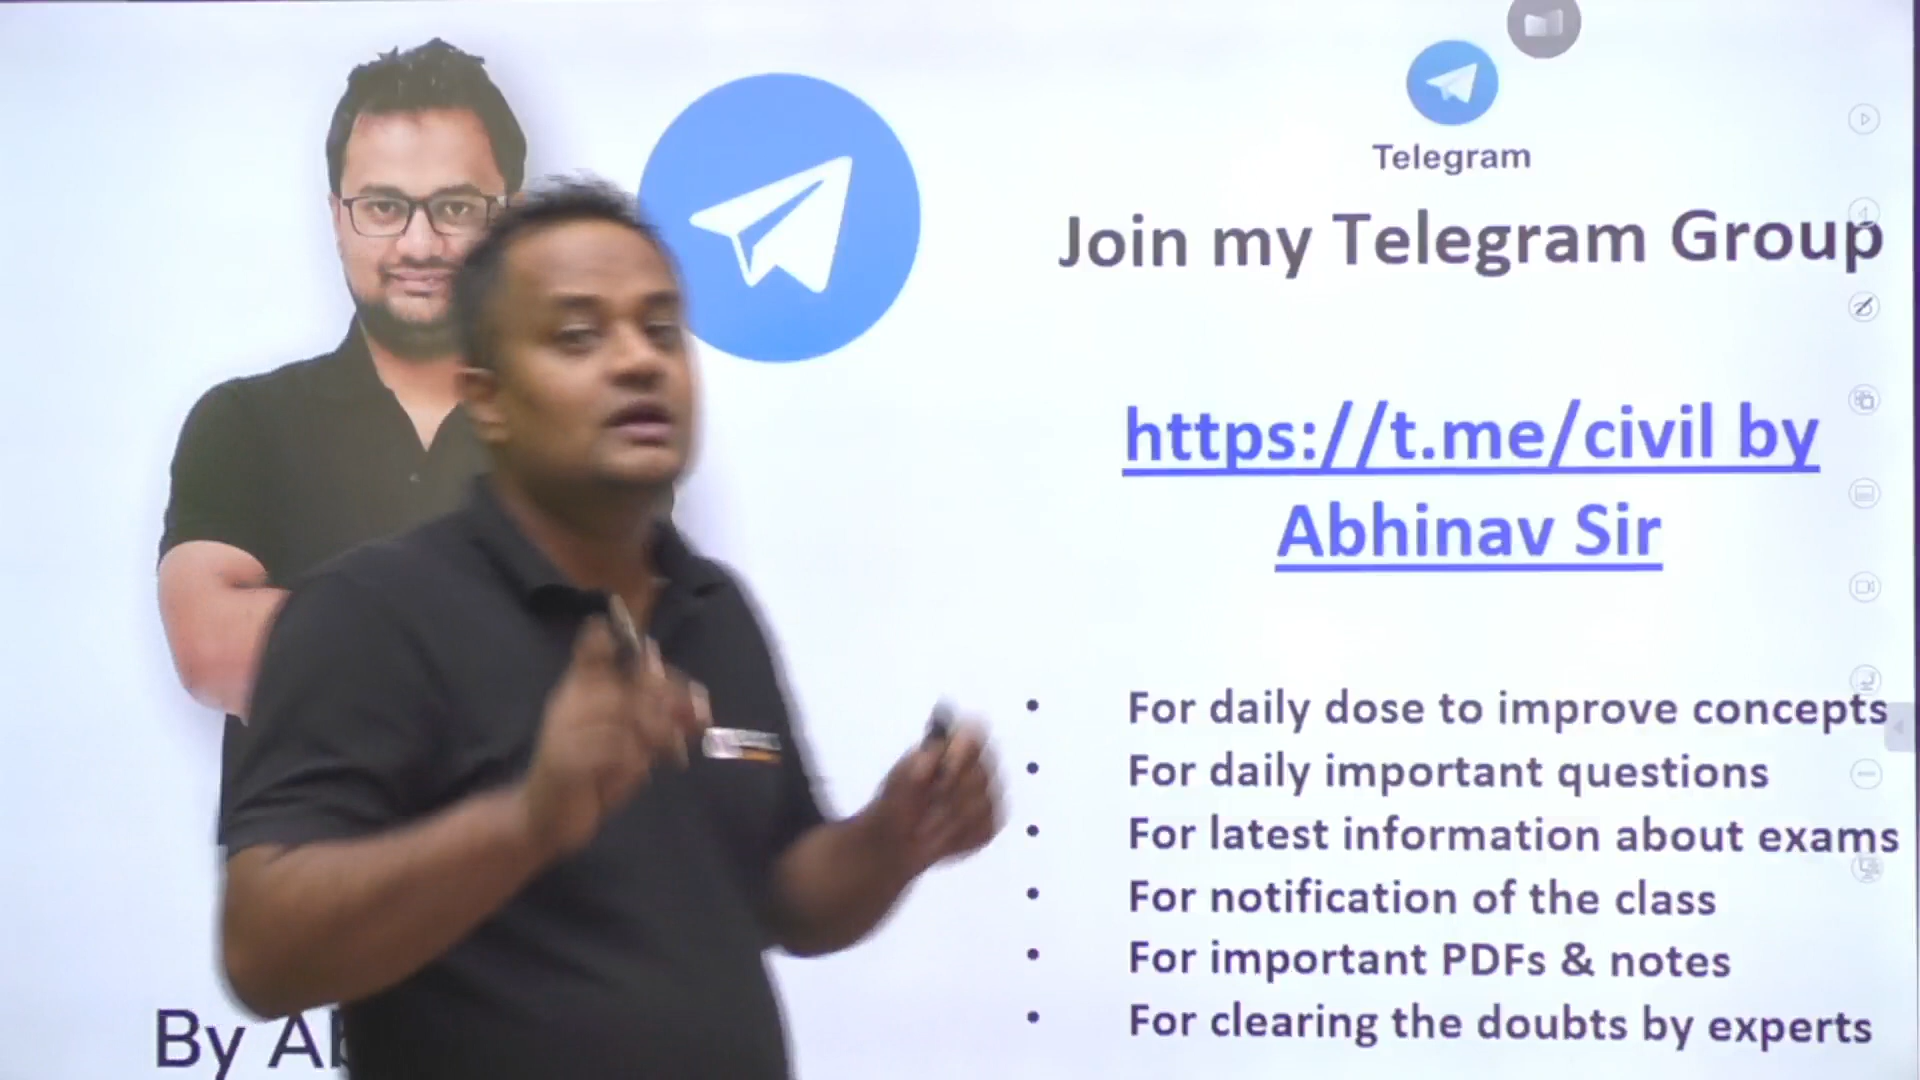 Telegram
Join my Telegram Group
https://t.me/civil by
Abhinav Sir
• For daily dose to improve concepts
• For daily important questions
• For latest information about exams
• For notification of the class
• For important PDFs & notes
• For clearing the doubts by experts
By